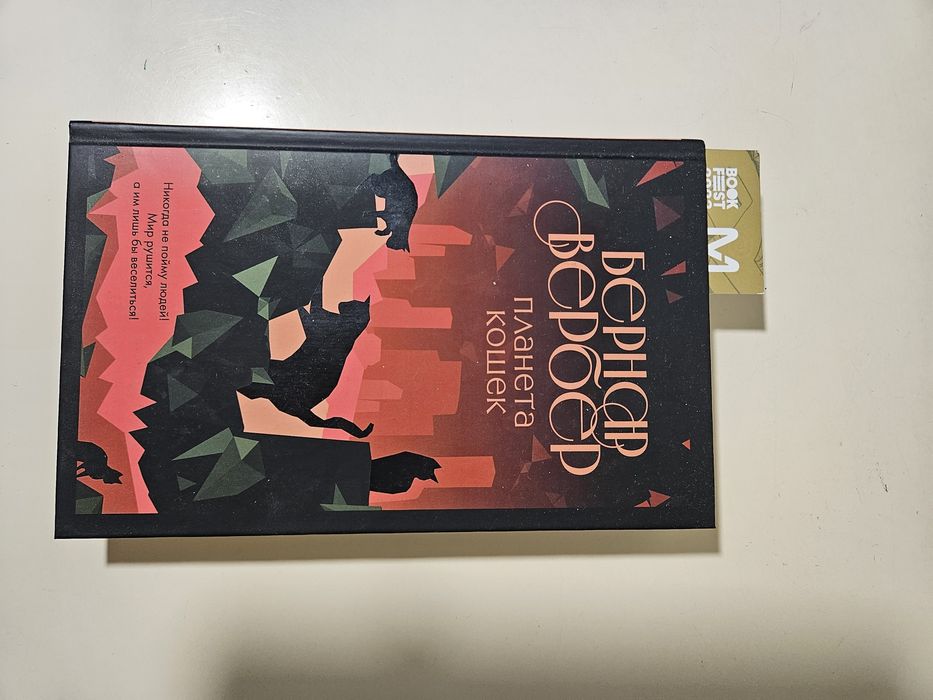 BOOK
FEST
М
Бернар
Вербер
планета
кошек
Никогда не пойму людей!
Мир рушится,
а им лишь бы веселиться!